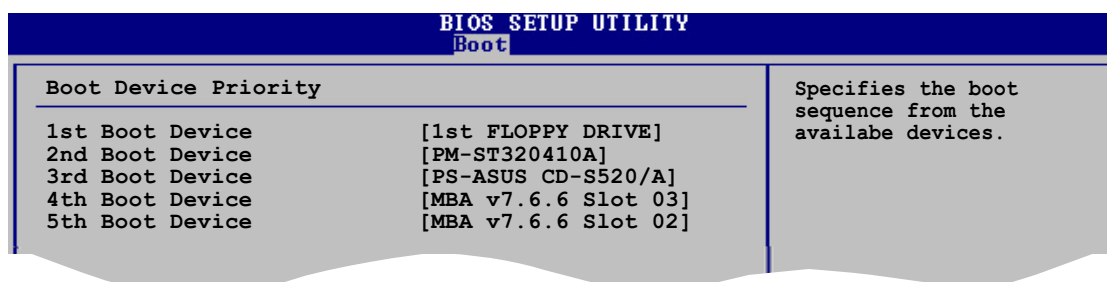 BIOS SETUP UTILITY
Boot
Boot Device Priority
1st Boot Device [1st FLOPPY DRIVE]
2nd Boot Device [PM-ST320410A]
3rd Boot Device [PS-ASUS CD-S520/A]
4th Boot Device [MBA v7.6.6 Slot 03]
5th Boot Device [MBA v7.6.6 Slot 02]
Specifies the boot
sequence from the
availabe devices.